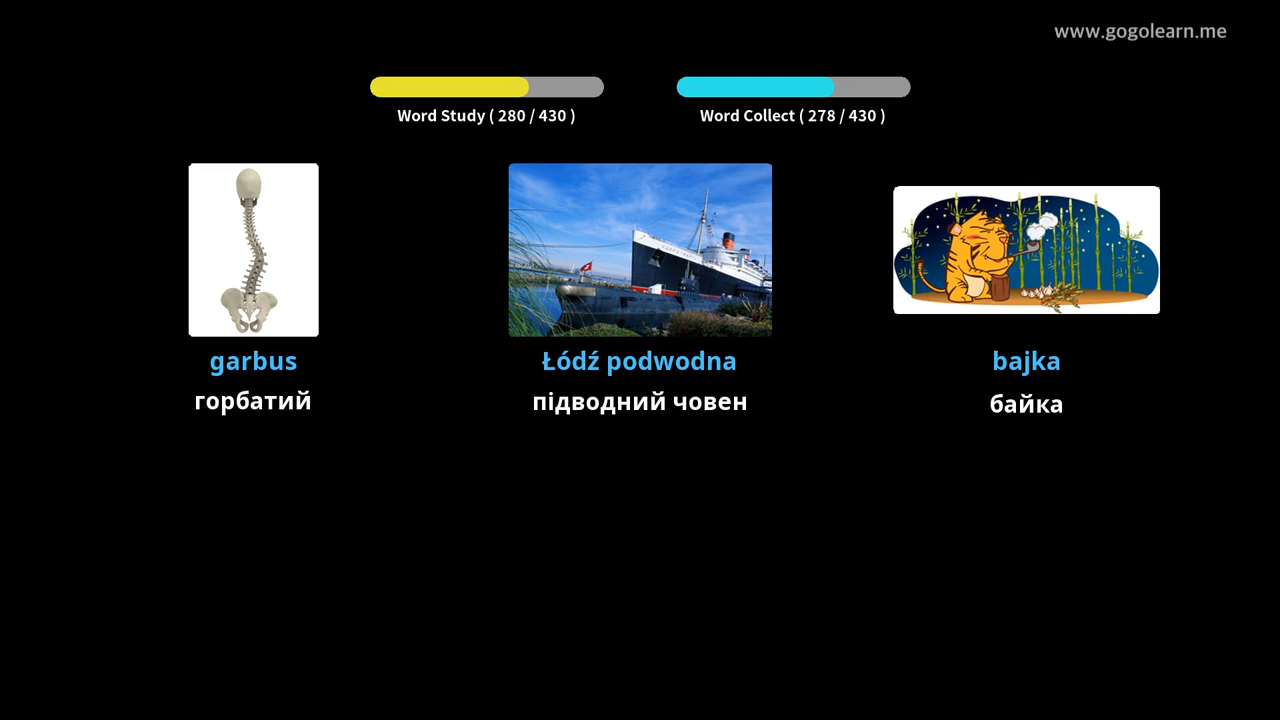 www.gogolearn.me
Word Study ( 280 / 430 )
Word Collect ( 278 / 430 )
garbus
Łódź podwodna
bajka
горбатий
підводний човен
байка